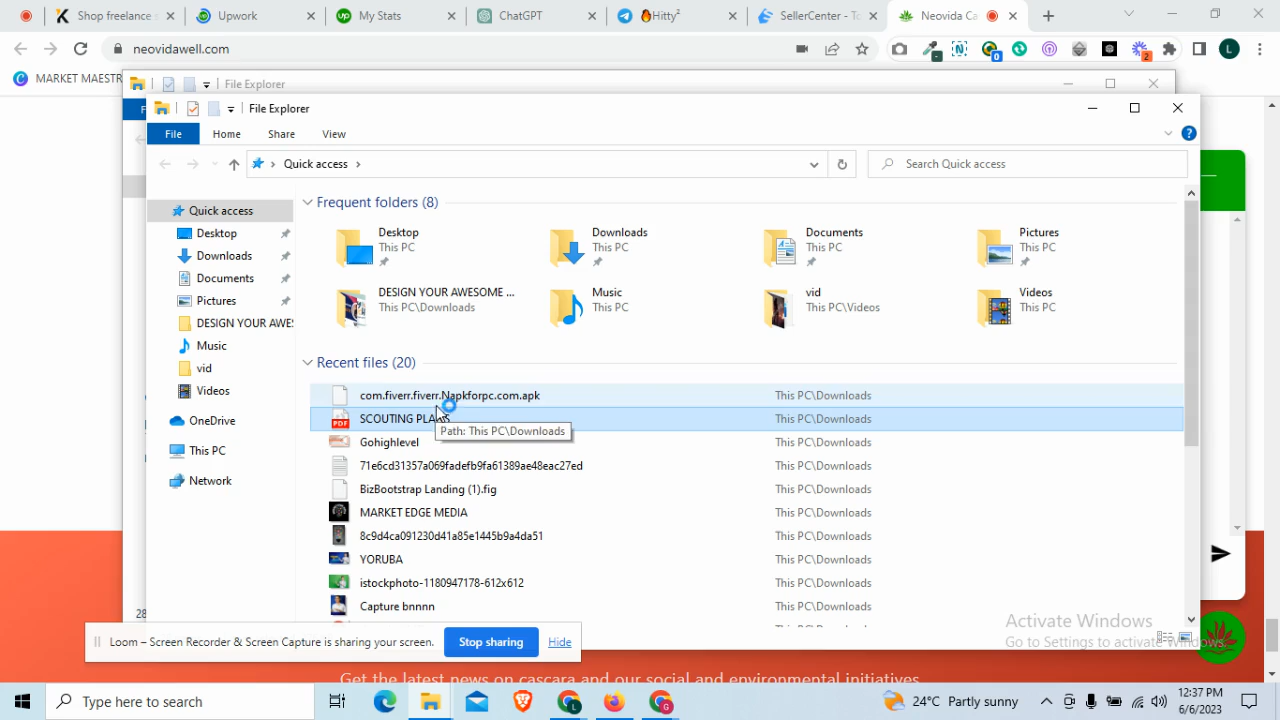 Shop freelance s
Upwork
My Stats
ChatGPT
Hitty²
SellerCenter - To
Neovida Ca
neovidawell.com
0
2
L
MARKET MAESTR
File Explorer
File Explorer
File
Home
Share
View
Quick access
Search Quick access
Quick access
Desktop
Downloads
Documents
Pictures
DESIGN YOUR AWES
Music
vid
Videos
OneDrive
This PC
Network
Frequent folders (8)
Desktop
This PC
Downloads
This PC
Documents
This PC
Pictures
This PC
DESIGN YOUR AWESOME ...
This PC\Downloads
Music
This PC
vid
This PC\Videos
Videos
This PC
Recent files (20)
com.fiverr.fiverr.Napkforpc.com.apk This PC\Downloads
SCOUTING PLA This PC\Downloads
Path: This PC\Downloads
Gohighlevel This PC\Downloads
71e6cd31357a069fadefb9fa61389ae48eac27ed This PC\Downloads
BizBootstrap Landing (1).fig This PC\Downloads
MARKET EDGE MEDIA This PC\Downloads
8c9d4ca091230d41a85e1445b9a4da51 This PC\Downloads
YORUBA This PC\Downloads
istockphoto-1180947178-612x612 This PC\Downloads
Capture bnnnn This PC\Downloads
28
Loom – Screen Recorder & Screen Capture is sharing your screen.
Stop sharing
Hide
Activate Windows
Go to Settings to activate Windows.
Get the latest news on cascara and our social and environmental initiatives
Type here to search
24°C Partly sunny
12:37 PM
6/6/2023